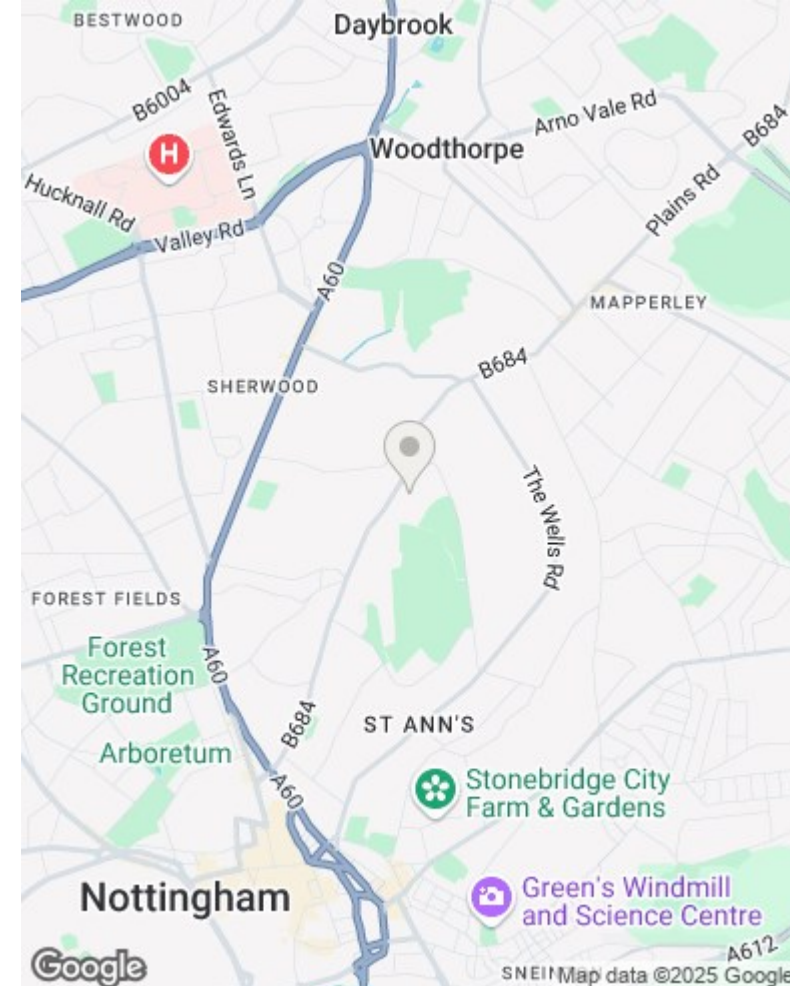 BESTWOOD
Daybrook
B6004
Edwards Ln
H
Arno Vale Rd
B684
Woodthorpe
Hucknall Rd
Valley Rd
Plains Rd
A60
MAPPERLEY
B684
SHERWOOD
The Wells Rd
FOREST FIELDS
Forest
Recreation
Ground
A60
B684
ST ANN'S
Arboretum
A60
Stonebridge City
Farm & Gardens
Nottingham
Green's Windmill
and Science Centre
A612
Google
Map data ©2025 Google